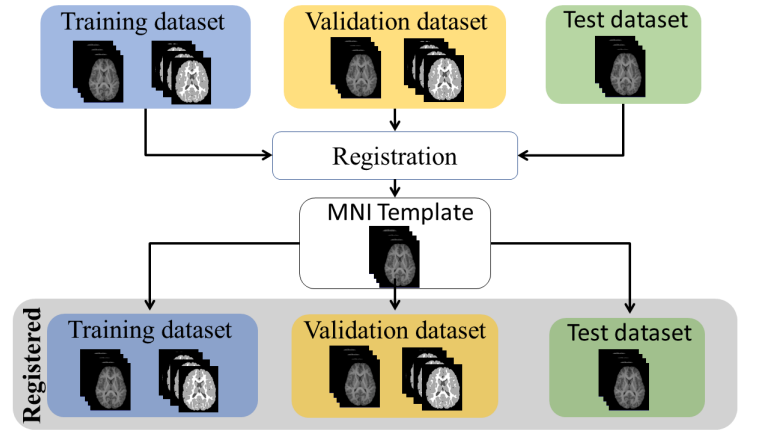 Training dataset
Validation dataset
Test dataset
Registration
MNI Template
Registered
Training dataset
Validation dataset
Test dataset